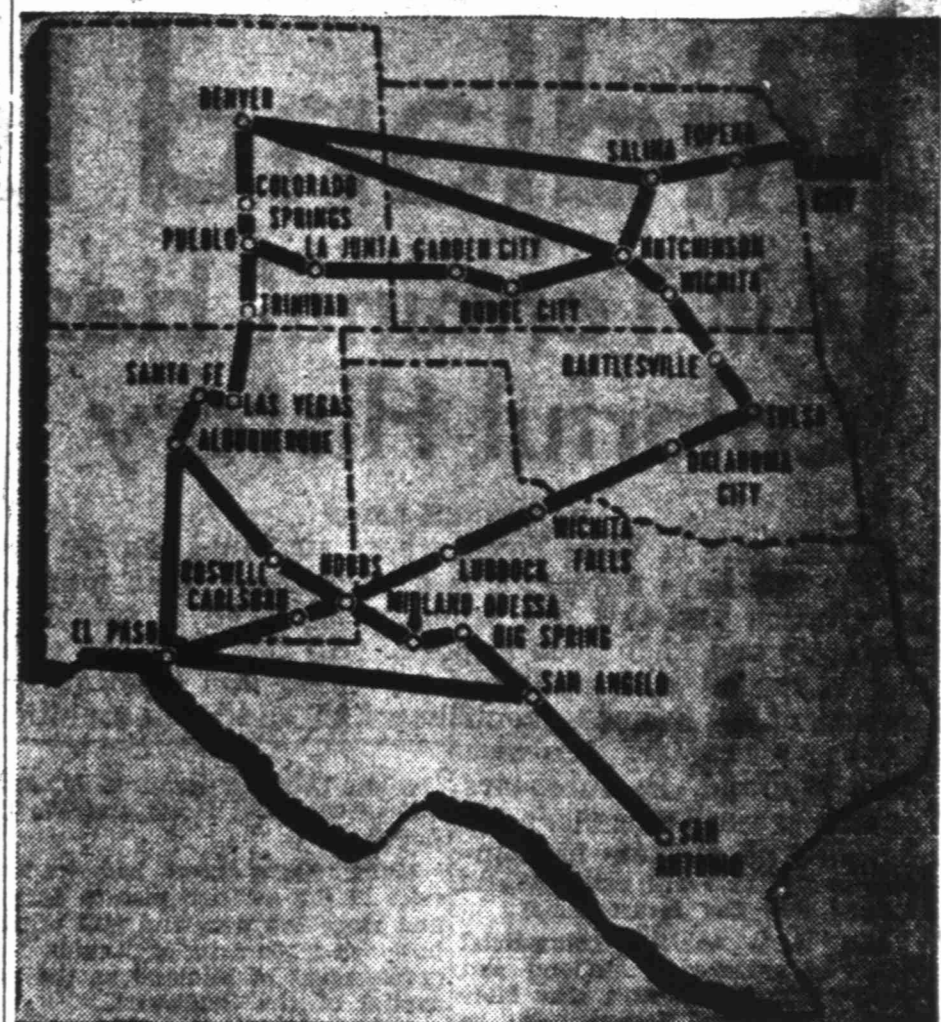 DENVER
TOPEKA
SALINA
CITY
COLORADO
SPRINGS
PUEBLO
LA JUNTA
GARDEN CITY
HUTCHINSON
WICHITA
DODGE CITY
TRINIDAD
BARTLESVILLE
SANTA FE
LAS VEGAS
TULSA
ALBUQUERQUE
OKLAHOMA
CITY
WICHITA
FALLS
HOBBS
LUBBOCK
ROSWELL
CARLSBAD
MIDLAND-ODESSA
EL PASO
BIG SPRING
SAN ANGELO
SAN
ANTONIO